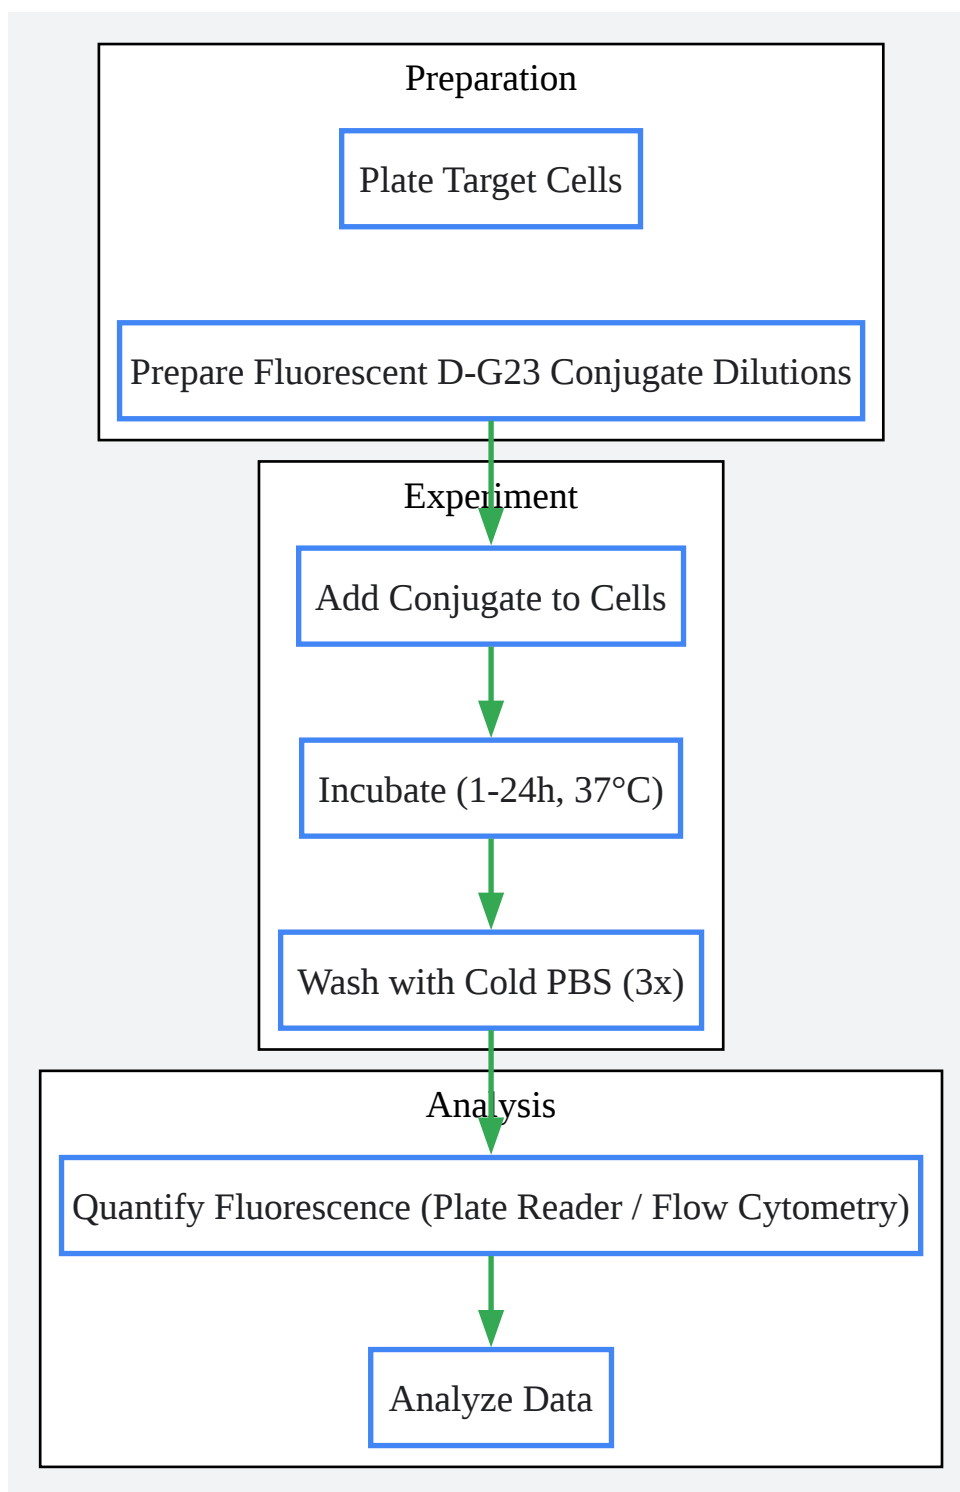 Preparation
Plate Target Cells
Prepare Fluorescent D-G23 Conjugate Dilutions
Experiment
Add Conjugate to Cells
Incubate (1-24h, 37°C)
Wash with Cold PBS (3x)
Analysis
Quantify Fluorescence (Plate Reader / Flow Cytometry)
Analyze Data